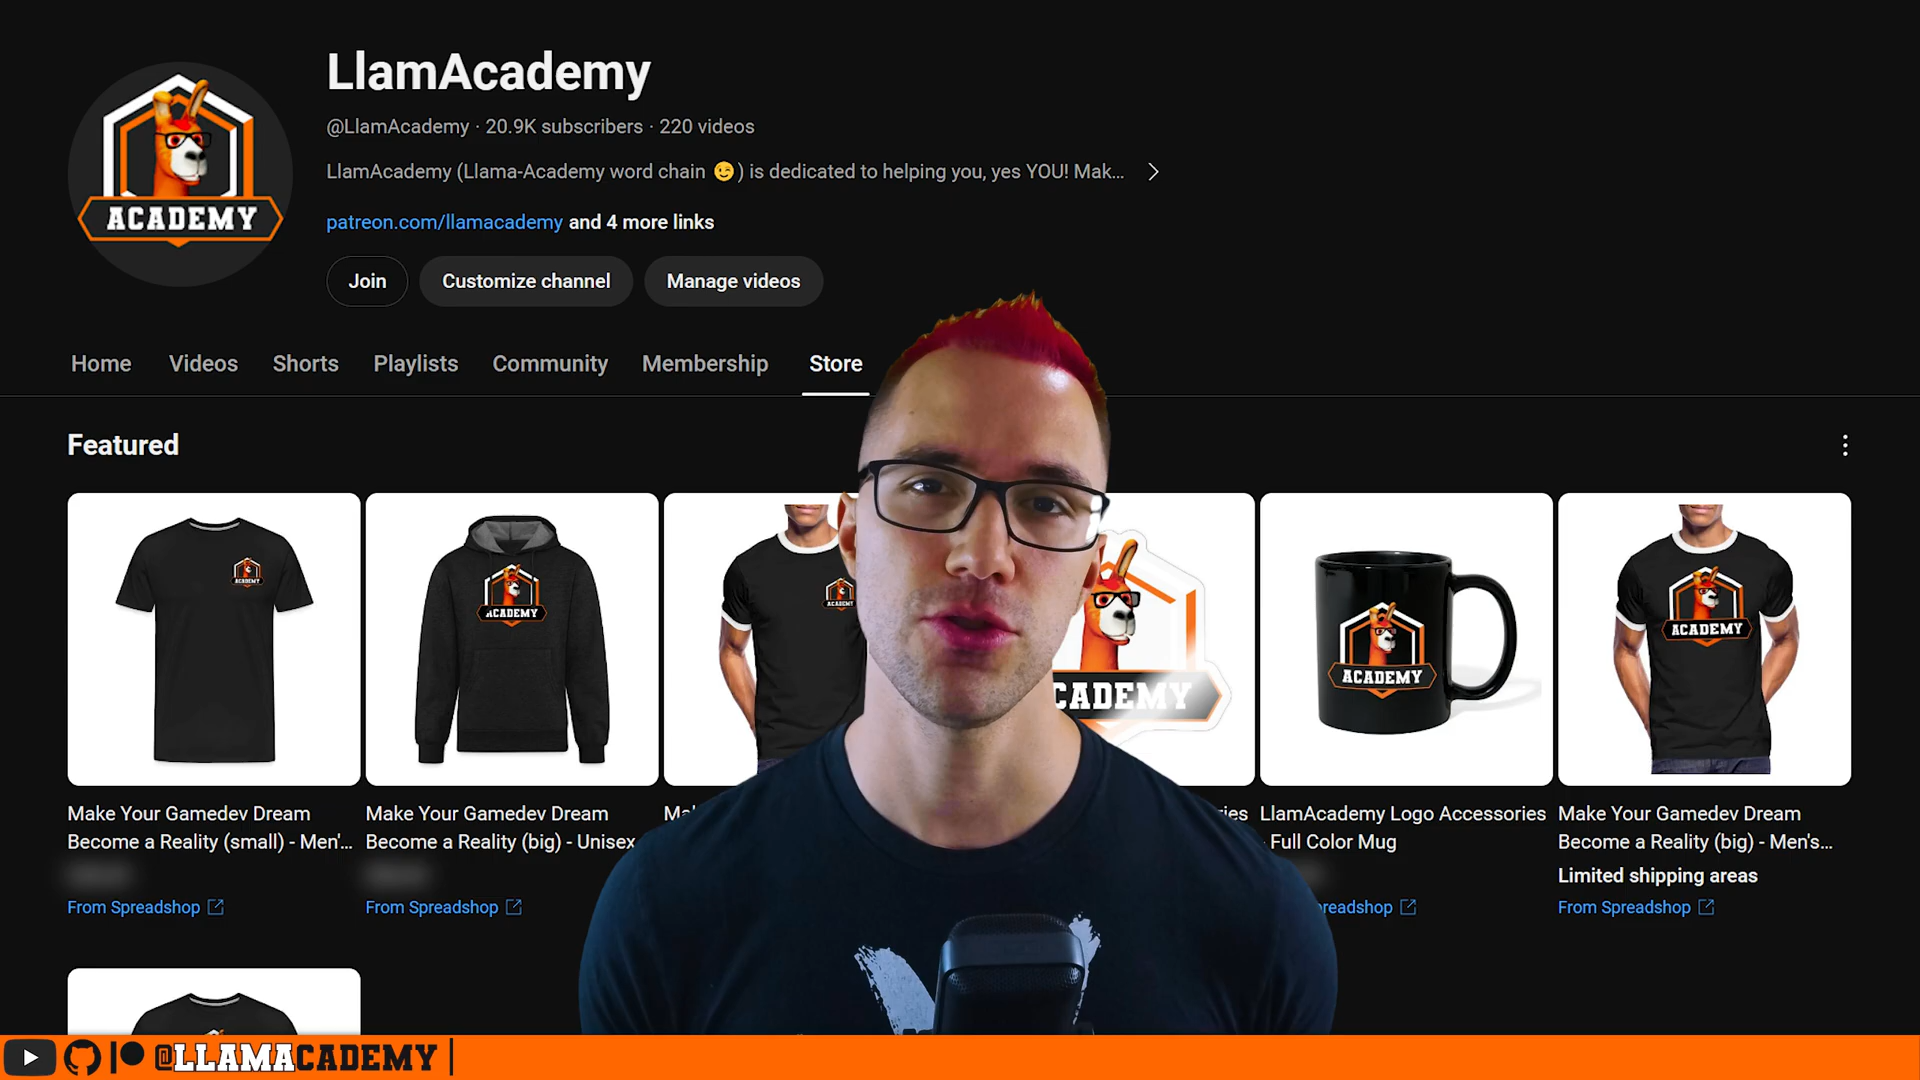 LlamAcademy
@LlamAcademy · 20.9K subscribers · 220 videos
LlamAcademy (Llama-Academy word chain 😉) is dedicated to helping you, yes YOU! Mak...
patreon.com/llamacademy and 4 more links
Join Customize channel Manage videos
ACADEMY
Home Videos Shorts Playlists Community Membership Store
Featured
ACADEMY
ACADEMY
ACADEMY
CADEMY
ACADEMY
ACADEMY
Make Your Gamedev Dream
Become a Reality (small) - Men'...
From Spreadshop
Make Your Gamedev Dream
Become a Reality (big) - Unisex
From Spreadshop
LlamAcademy Logo Accessories
- Full Color Mug
readshop
Make Your Gamedev Dream
Become a Reality (big) - Men's...
Limited shipping areas
From Spreadshop
@LLAMACADEMY